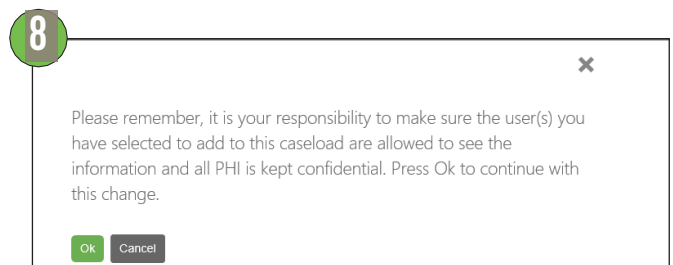 8
Please remember, it is your responsibility to make sure the user(s) you
have selected to add to this caseload are allowed to see the
information and all PHI is kept confidential. Press Ok to continue with
this change.
Ok Cancel